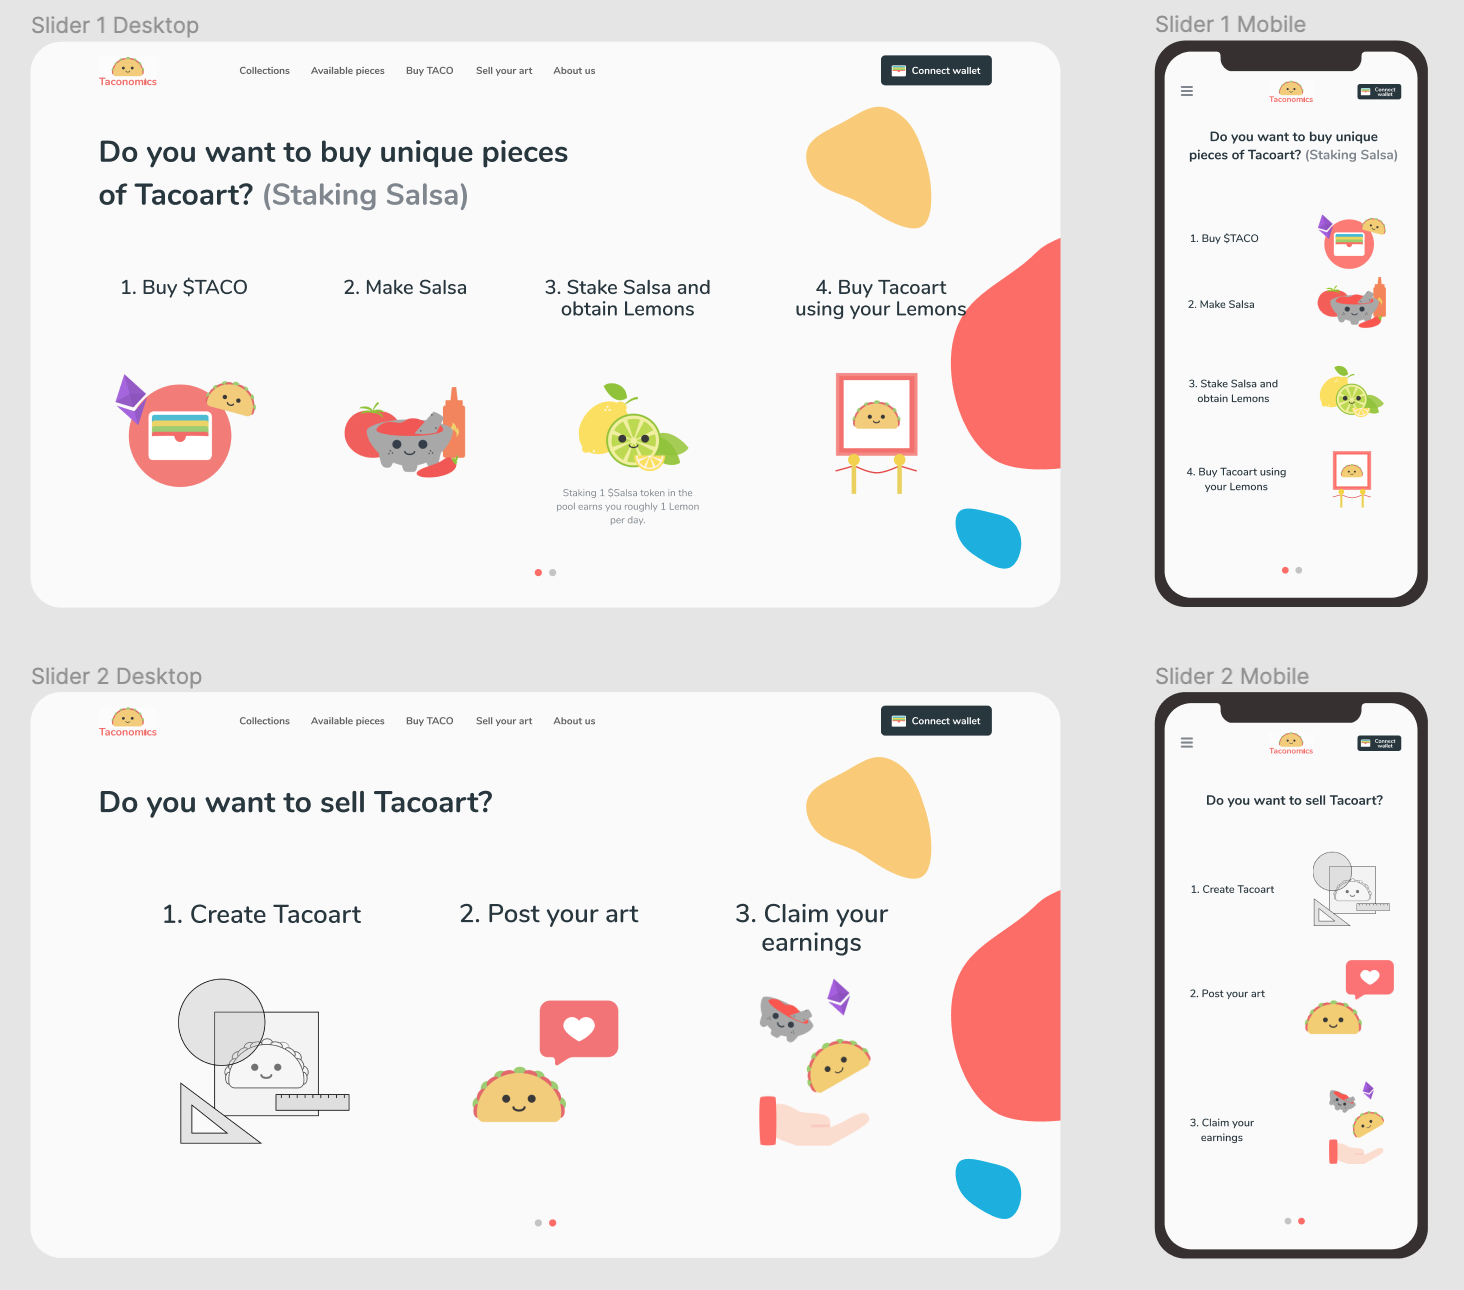 Slider 1 Desktop
Taconomics
Collections
Available pieces
Buy TACO
Sell your art
About us
Connect wallet
Do you want to buy unique pieces
of Tacoart? (Staking Salsa)
1. Buy $TACO
2. Make Salsa
3. Stake Salsa and
obtain Lemons
Staking 1 $Salsa token in the
pool earns you roughly 1 Lemon
per day.
4. Buy Tacoart
using your Lemons
Slider 1 Mobile
Taconomics
Connect
wallet
Do you want to buy unique
pieces of Tacoart? (Staking Salsa)
1. Buy $TACO
2. Make Salsa
3. Stake Salsa and
obtain Lemons
4. Buy Tacoart using
your Lemons
Slider 2 Desktop
Taconomics
Collections
Available pieces
Buy TACO
Sell your art
About us
Connect wallet
Do you want to sell Tacoart?
1. Create Tacoart
2. Post your art
3. Claim your
earnings
Slider 2 Mobile
Taconomics
Connect
wallet
Do you want to sell Tacoart?
1. Create Tacoart
2. Post your art
3. Claim your
earnings